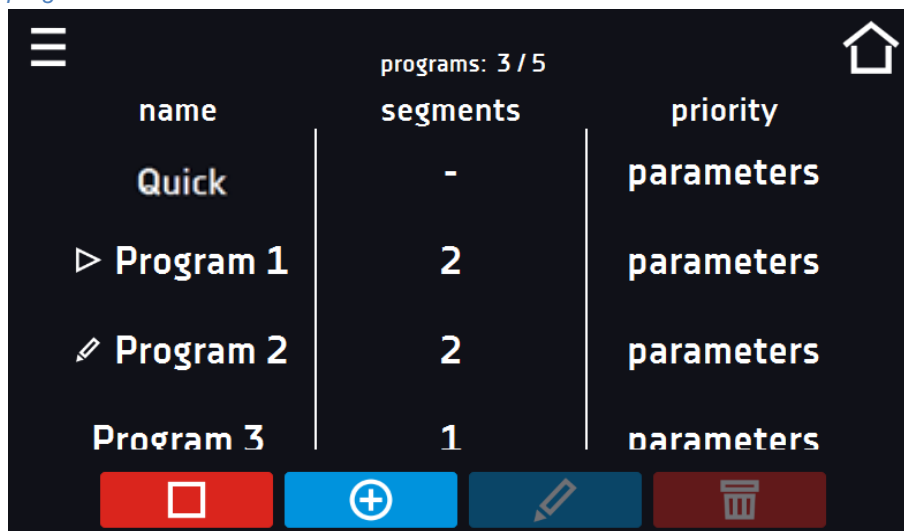 programs: 3 / 5
name segments priority
Quick - parameters
Program 1 2 parameters
Program 2 2 parameters
Program 3 1 parameters